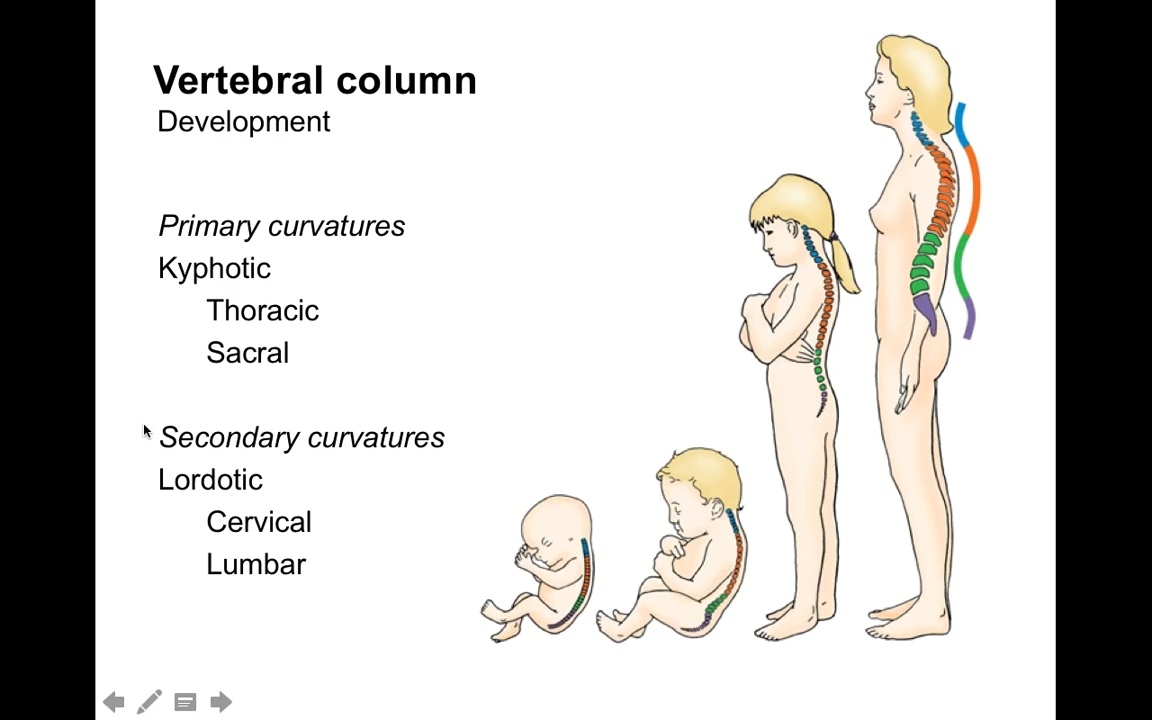 Vertebral column
Development
Primary curvatures
Kyphotic
Thoracic
Sacral
Secondary curvatures
Lordotic
Cervical
Lumbar